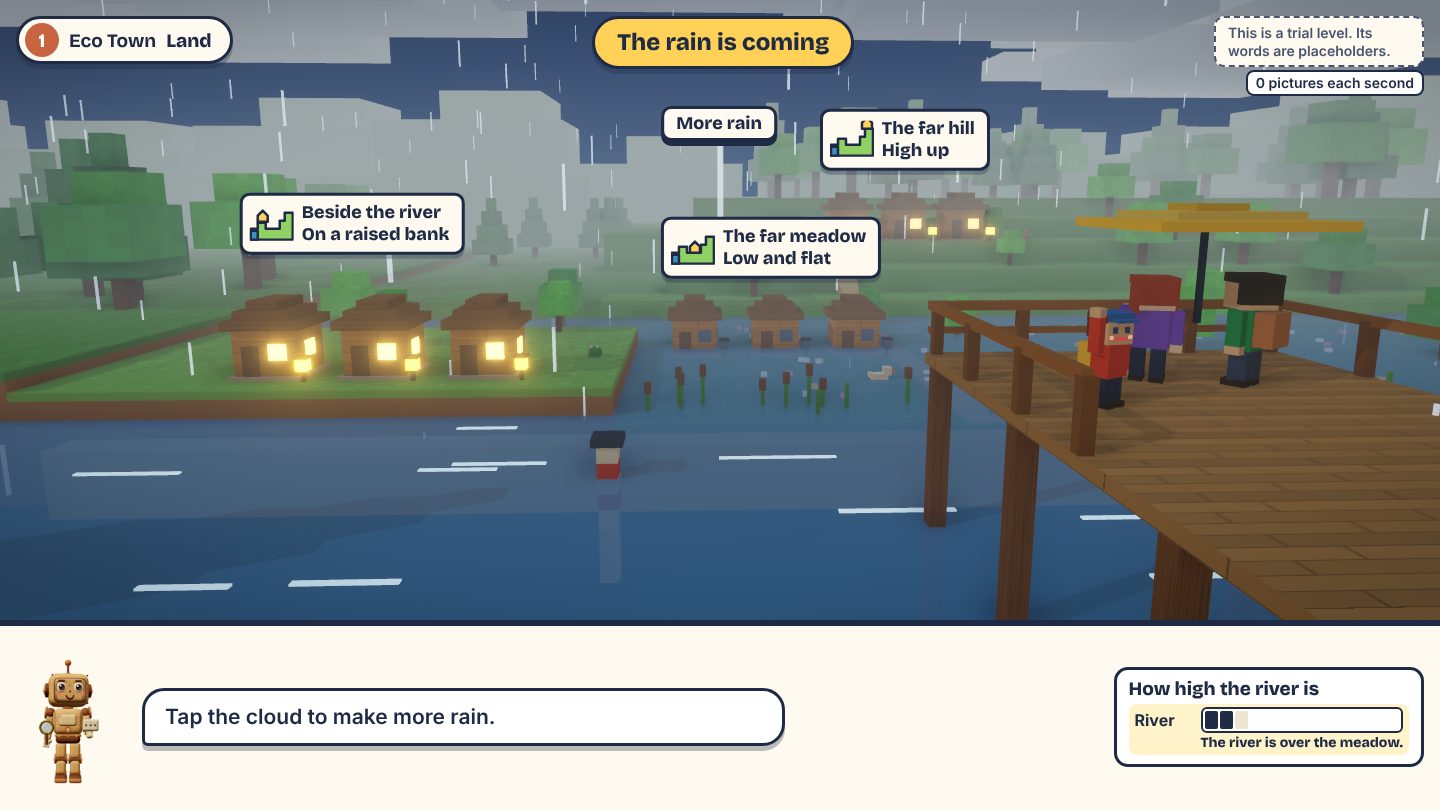 1 Eco Town Land
The rain is coming
This is a trial level. Its
words are placeholders.
0 pictures each second
More rain
The far hill
High up
Beside the river
On a raised bank
The far meadow
Low and flat
Tap the cloud to make more rain.
How high the river is
River
The river is over the meadow.